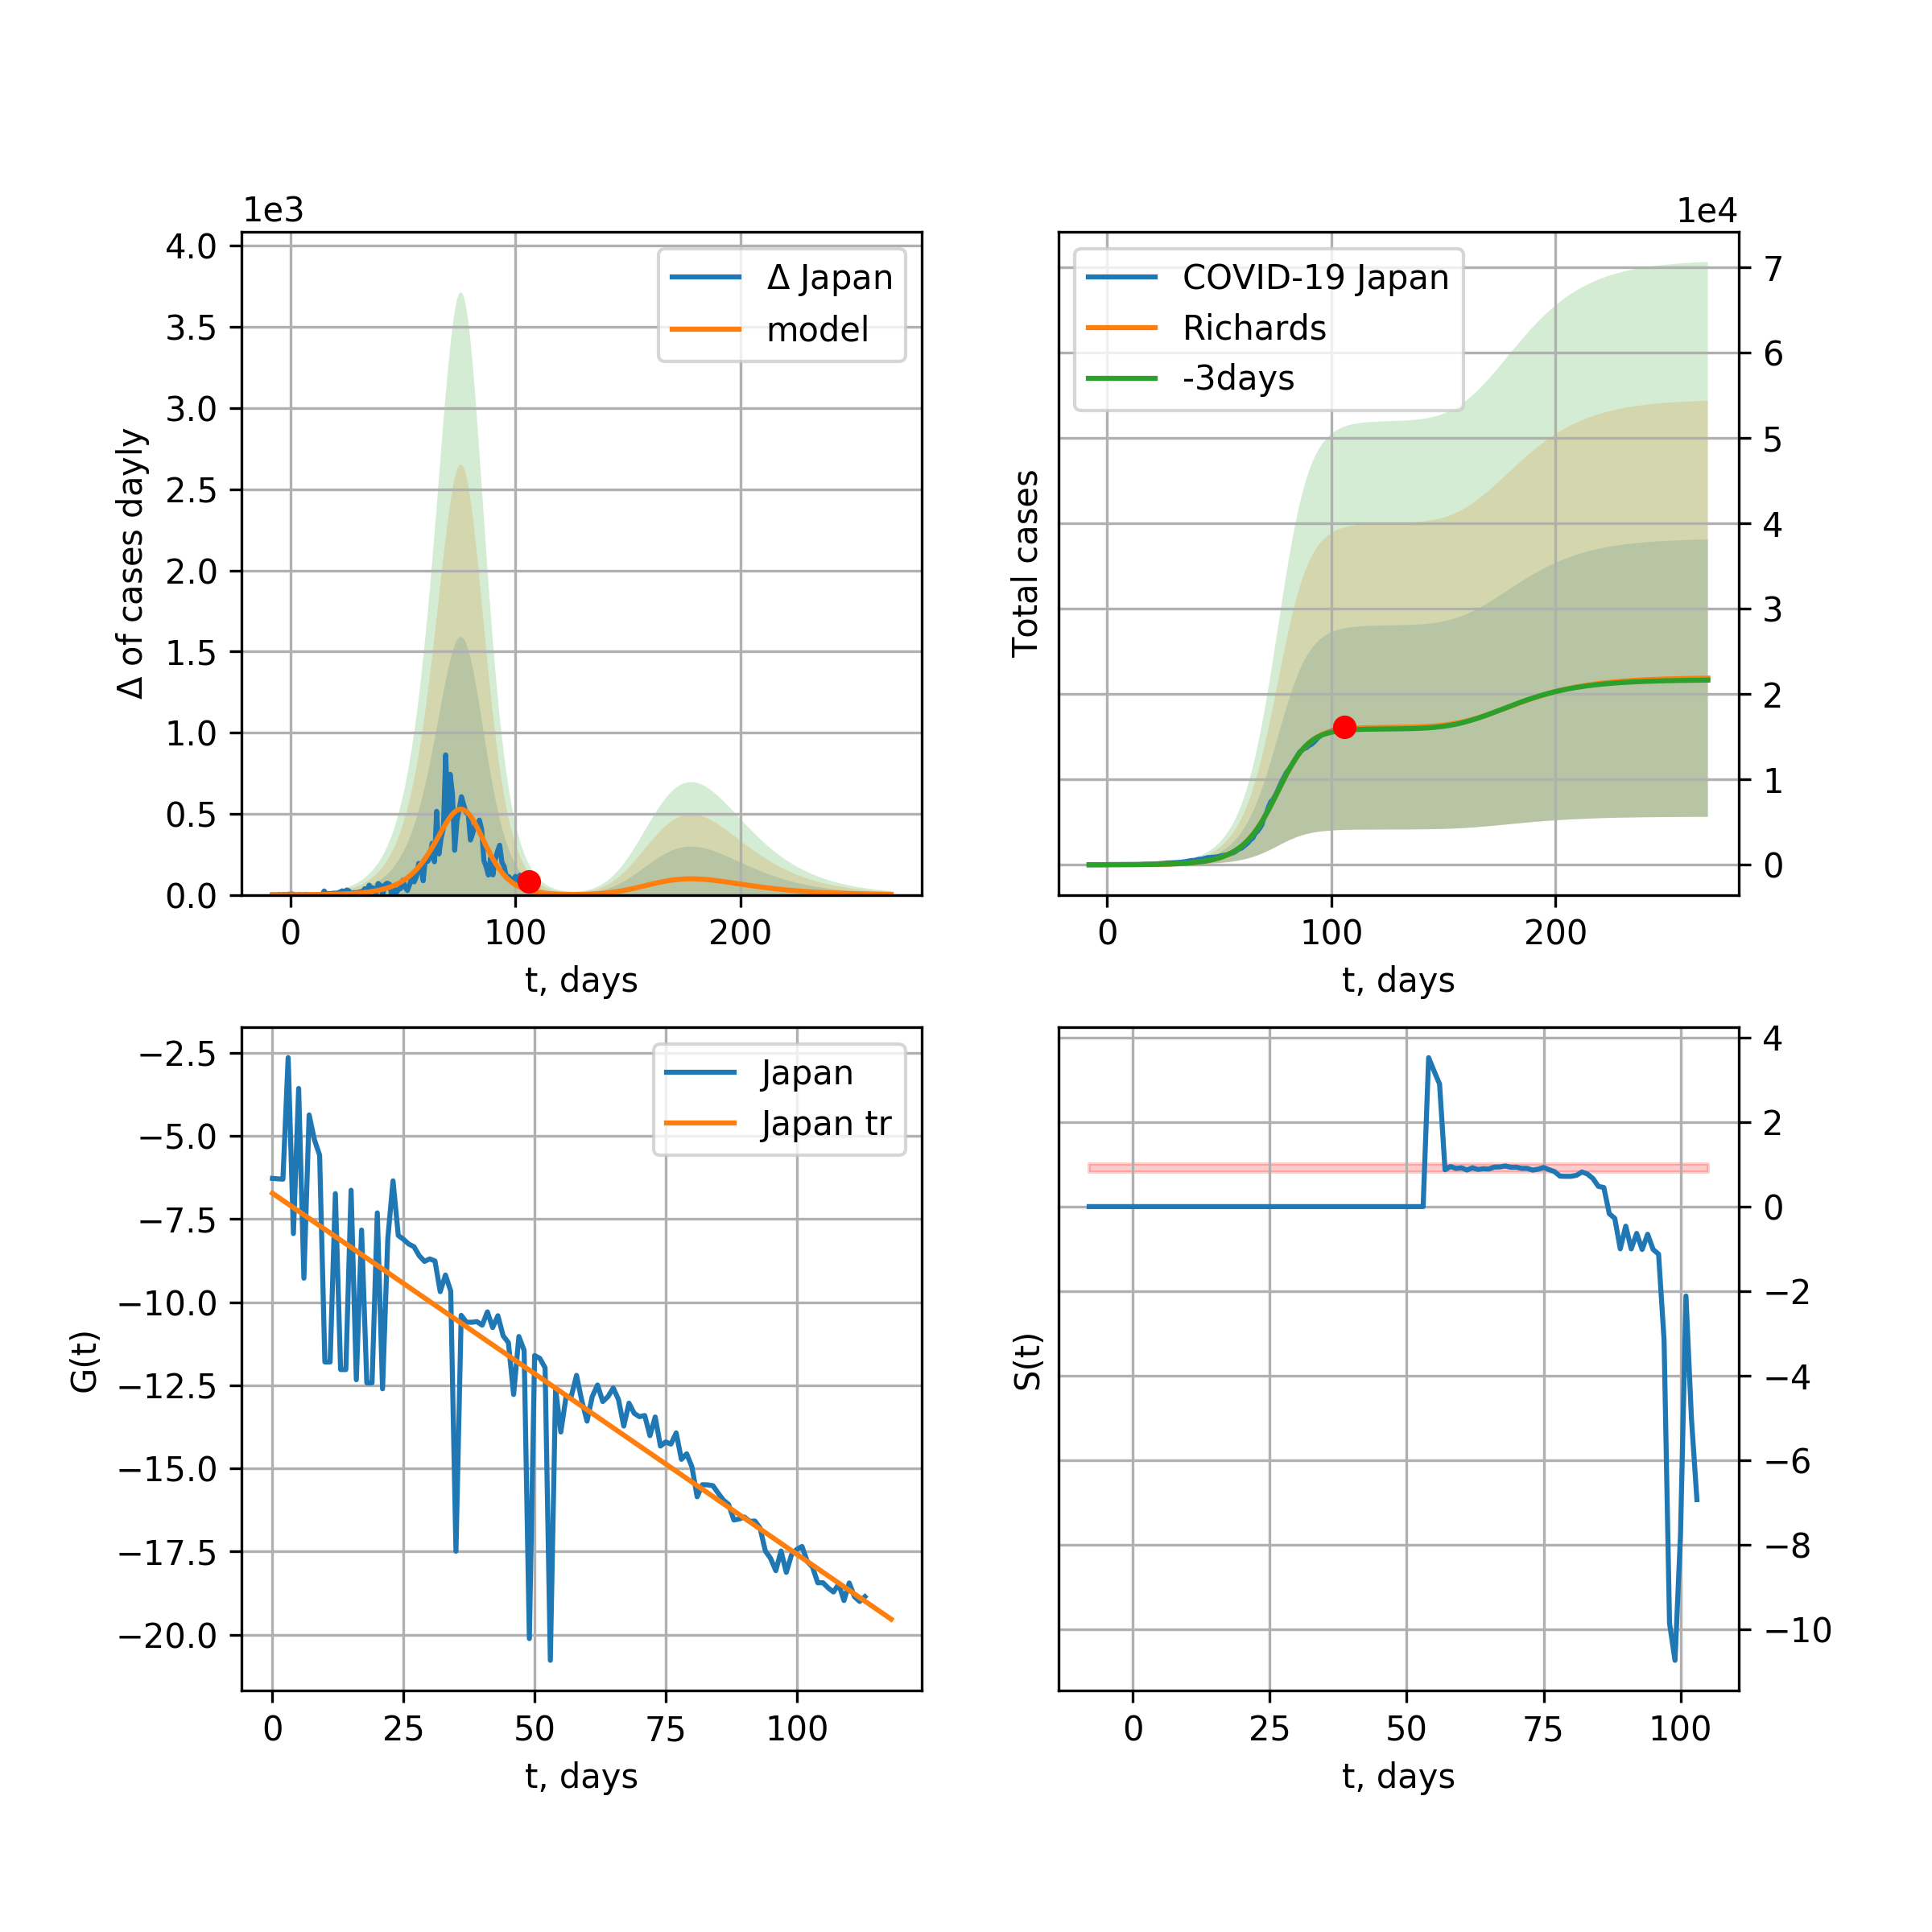 1e3
4.0
3.5
3.0
2.5
2.0
1.5
1.0
0.5
0.0
Δ of cases dayly
Δ Japan
model
0 100 200
t, days
1e4
7
6
5
4
3
2
1
0
Total cases
COVID-19 Japan
Richards
-3days
0 100 200
t, days
−2.5
−5.0
−7.5
−10.0
−12.5
−15.0
−17.5
−20.0
G(t)
Japan
Japan tr
0 25 50 75 100
t, days
4
2
0
−2
−4
−6
−8
−10
S(t)
0 25 50 75 100
t, days